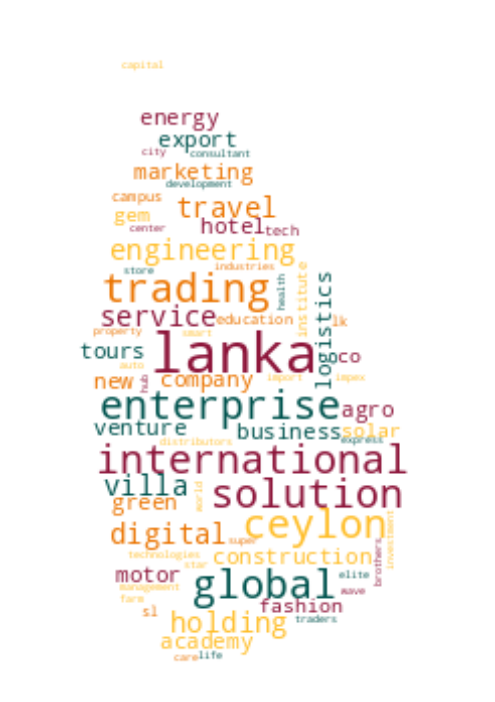 capital
energy
export
city consultant
marketing
development
campus
travel
gem
center hotel tech
engineering
store industries
trading health institute logistics
service education lk
property smart
tours lanka co
auto
new hub company import impex
enterprise agro
venture business solar
distributors express
international
villa solution
green world
digital ceylon investment
super
technologies construction brothers
star
motor global elite
management wave
farm fashion
sl holding traders
academy
care life